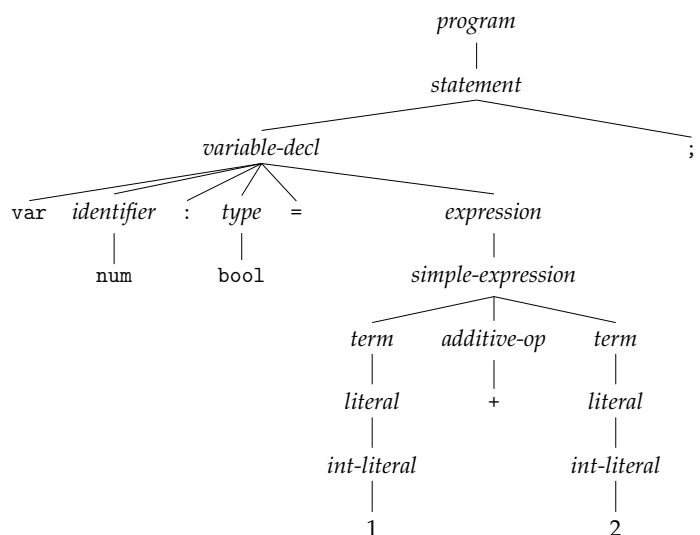 program
statement
variable-decl ;
var identifier : type = expression
num bool simple-expression
term additive-op term
literal + literal
int-literal int-literal
1 2